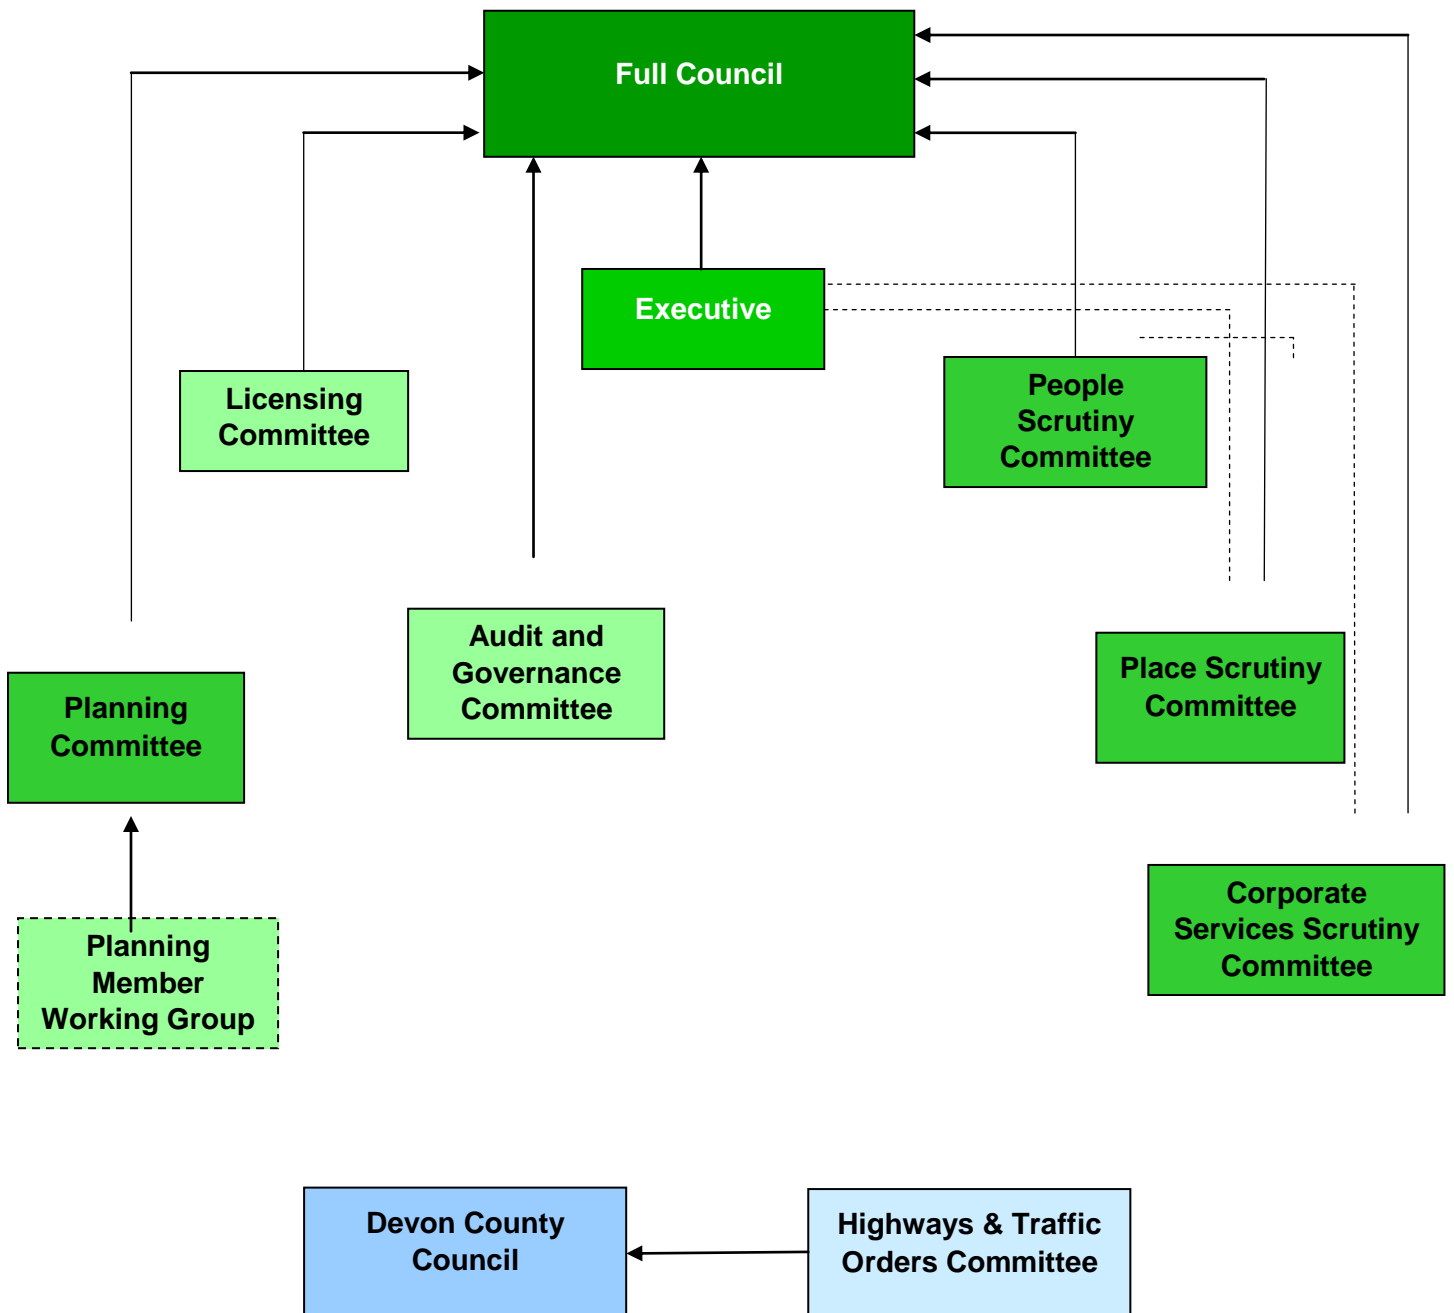 Full Council
Executive
Licensing
Committee
People
Scrutiny
Committee
Audit and
Governance
Committee
Place Scrutiny
Committee
Planning
Committee
Corporate
Services Scrutiny
Committee
Planning
Member
Working Group
Devon County
Council
Highways & Traffic
Orders Committee